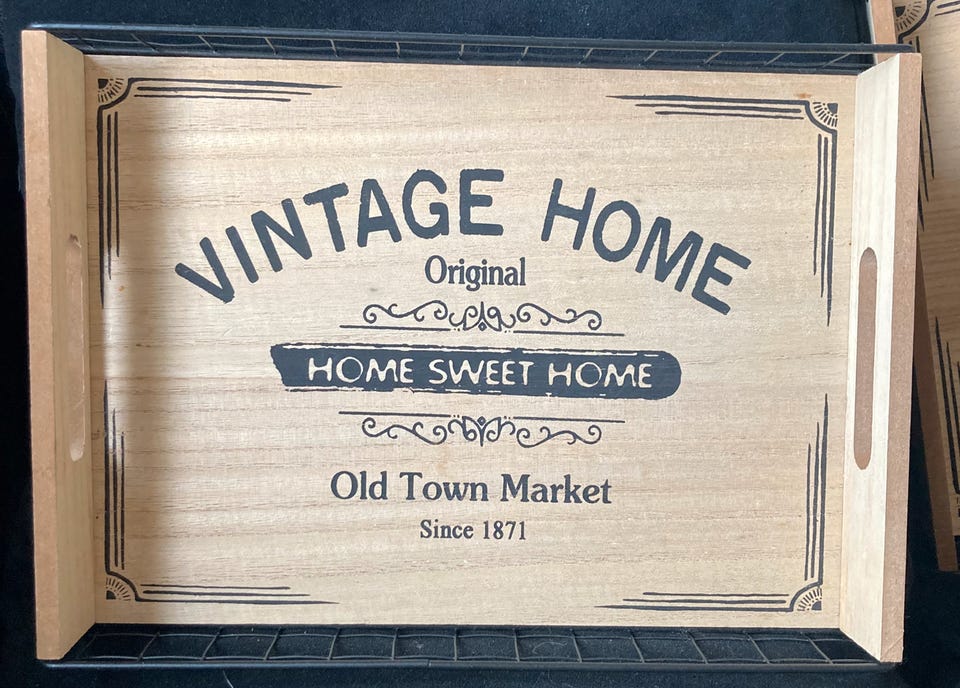 VINTAGE HOME
Original
HOME SWEET HOME
Old Town Market
Since 1871